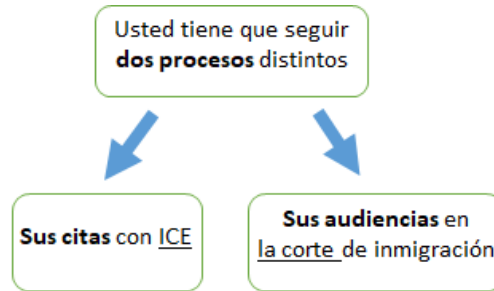 Usted tiene que seguir
dos procesos distintos
Sus citas con ICE
Sus audiencias en
la corte de inmigración